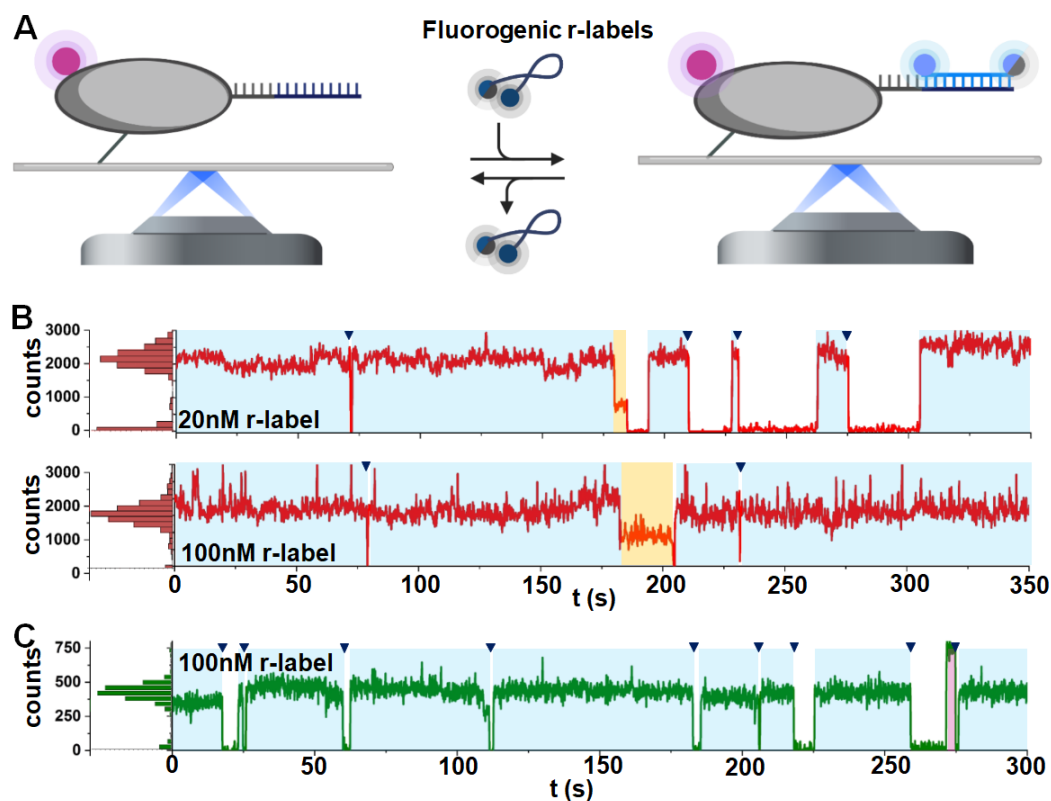 A
Fluorogenic r-labels
B
counts
3000
2000
1000
0
20nM r-label
counts
3000
2000
1000
0
100nM r-label
0 50 100 150 200 250 300 350
t (s)
C
counts
750
500
250
0
100nM r-label
0 50 100 150 200 250 300
t (s)